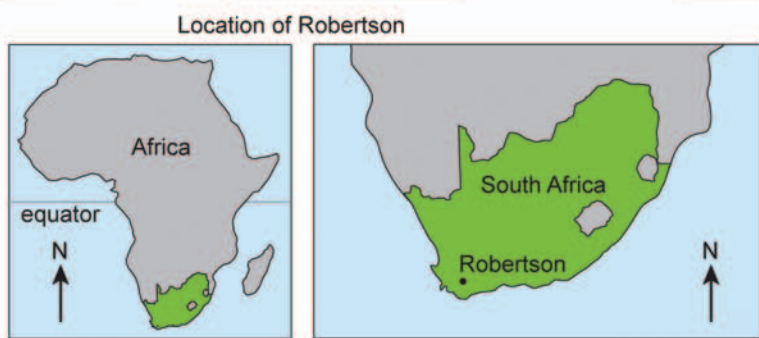 Location of Robertson
Africa
equator
N
South Africa
Robertson
N